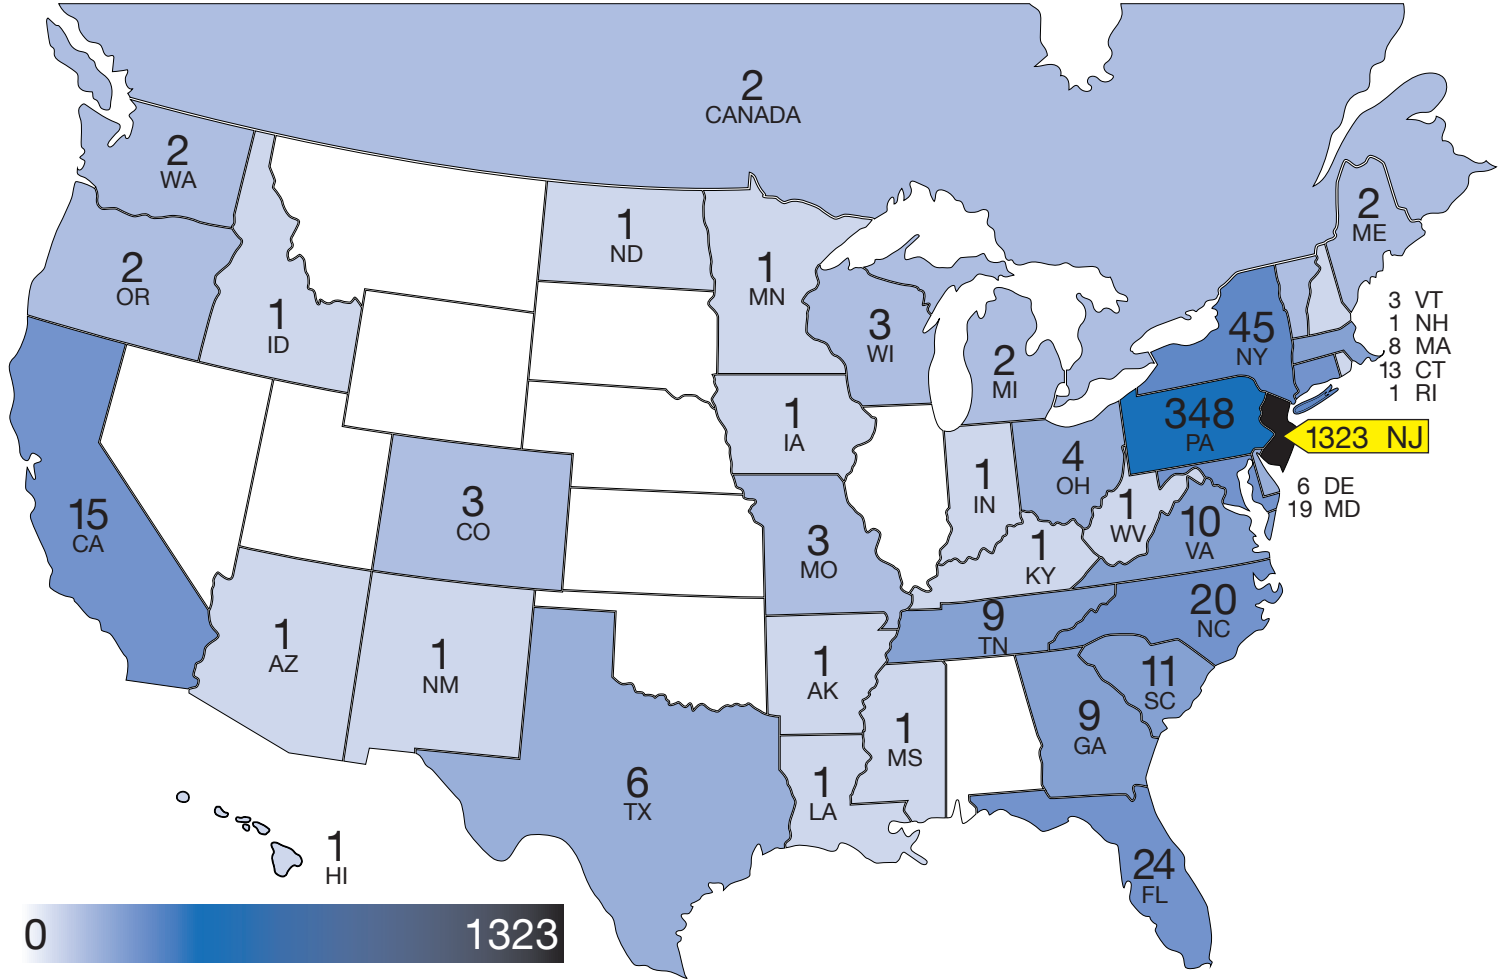 2
CANADA
2
WA
2
ME
1
ND
1
MN
2
OR
3 VT
1 NH
8 MA
13 CT
1 RI
1
ID
3
WI
45
NY
2
MI
348
PA
1323 NJ
1
IA
4
OH
1
IN
6 DE
19 MD
15
CA
3
CO
1
WV
10
VA
3
MO
1
KY
20
NC
9
TN
1
AZ
1
NM
1
AK
11
SC
9
GA
1
MS
6
TX
1
LA
1
HI
24
FL
0
1323